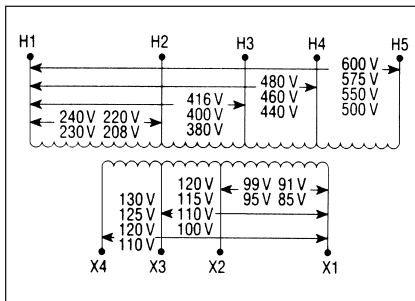 H1 H2 H3 H4 H5
600 V
575 V
550 V
500 V
480 V
460 V
440 V
416 V
400 V
380 V
240 V 220 V
230 V 208 V
130 V
125 V
120 V
110 V
120 V
115 V
110 V
100 V
99 V 91 V
95 V 85 V
X4 X3 X2 X1